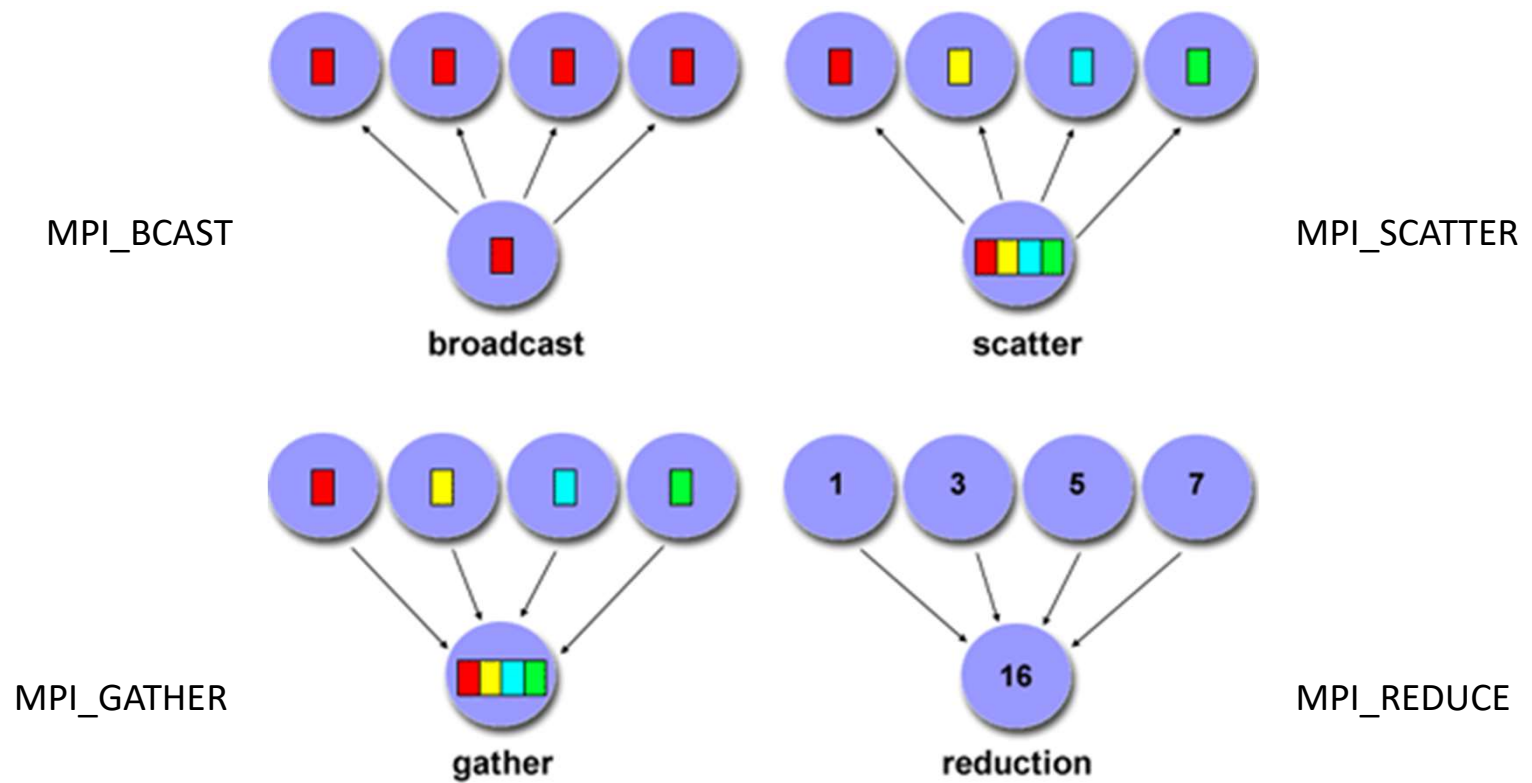 MPI_BCAST
broadcast
MPI_SCATTER
scatter
MPI_GATHER
gather
1 3 5 7
16
reduction
MPI_REDUCE